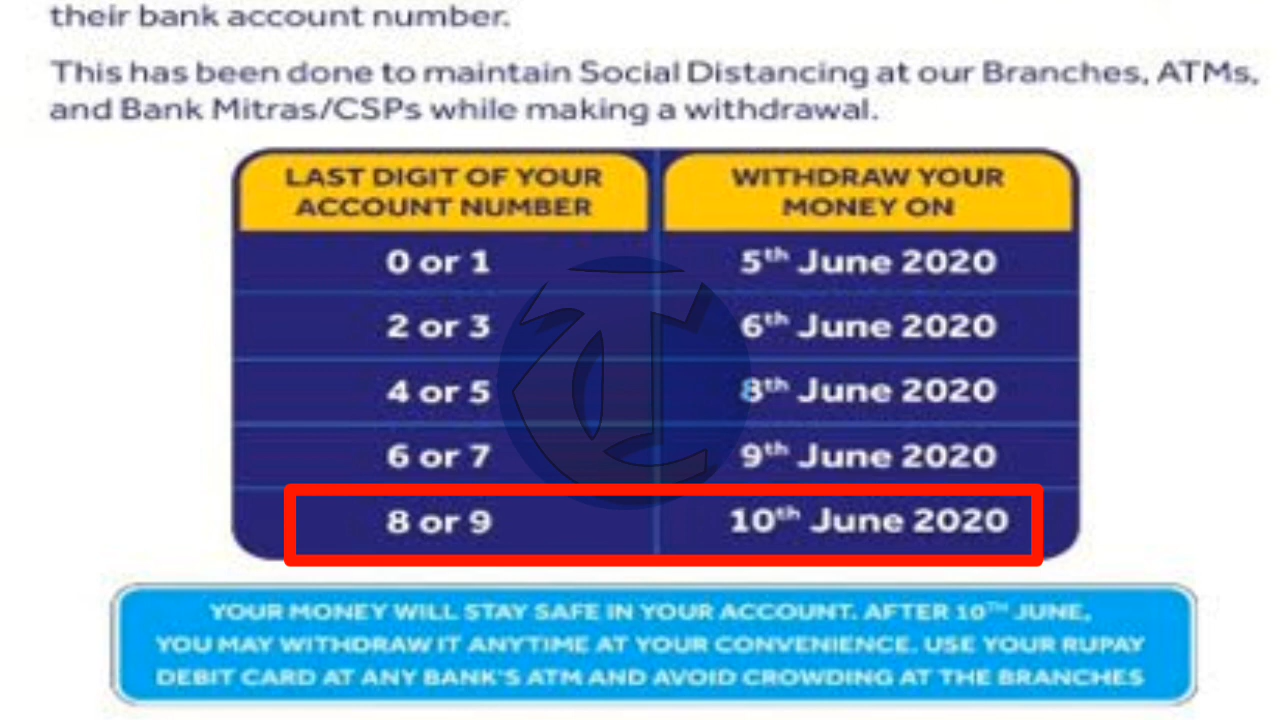 their bank account number.
This has been done to maintain Social Distancing at our Branches, ATMs,
and Bank Mitras/CSPs while making a withdrawal.
LAST DIGIT OF YOUR
ACCOUNT NUMBER
WITHDRAW YOUR
MONEY ON
0 or 1 5th June 2020
2 or 3 6th June 2020
4 or 5 8th June 2020
6 or 7 9th June 2020
8 or 9 10th June 2020
YOUR MONEY WILL STAY SAFE IN YOUR ACCOUNT. AFTER 10TH JUNE,
YOU MAY WITHDRAW IT ANYTIME AT YOUR CONVENIENCE. USE YOUR RUPAY
DEBIT CARD AT ANY BANK'S ATM AND AVOID CROWDING AT THE BRANCHES